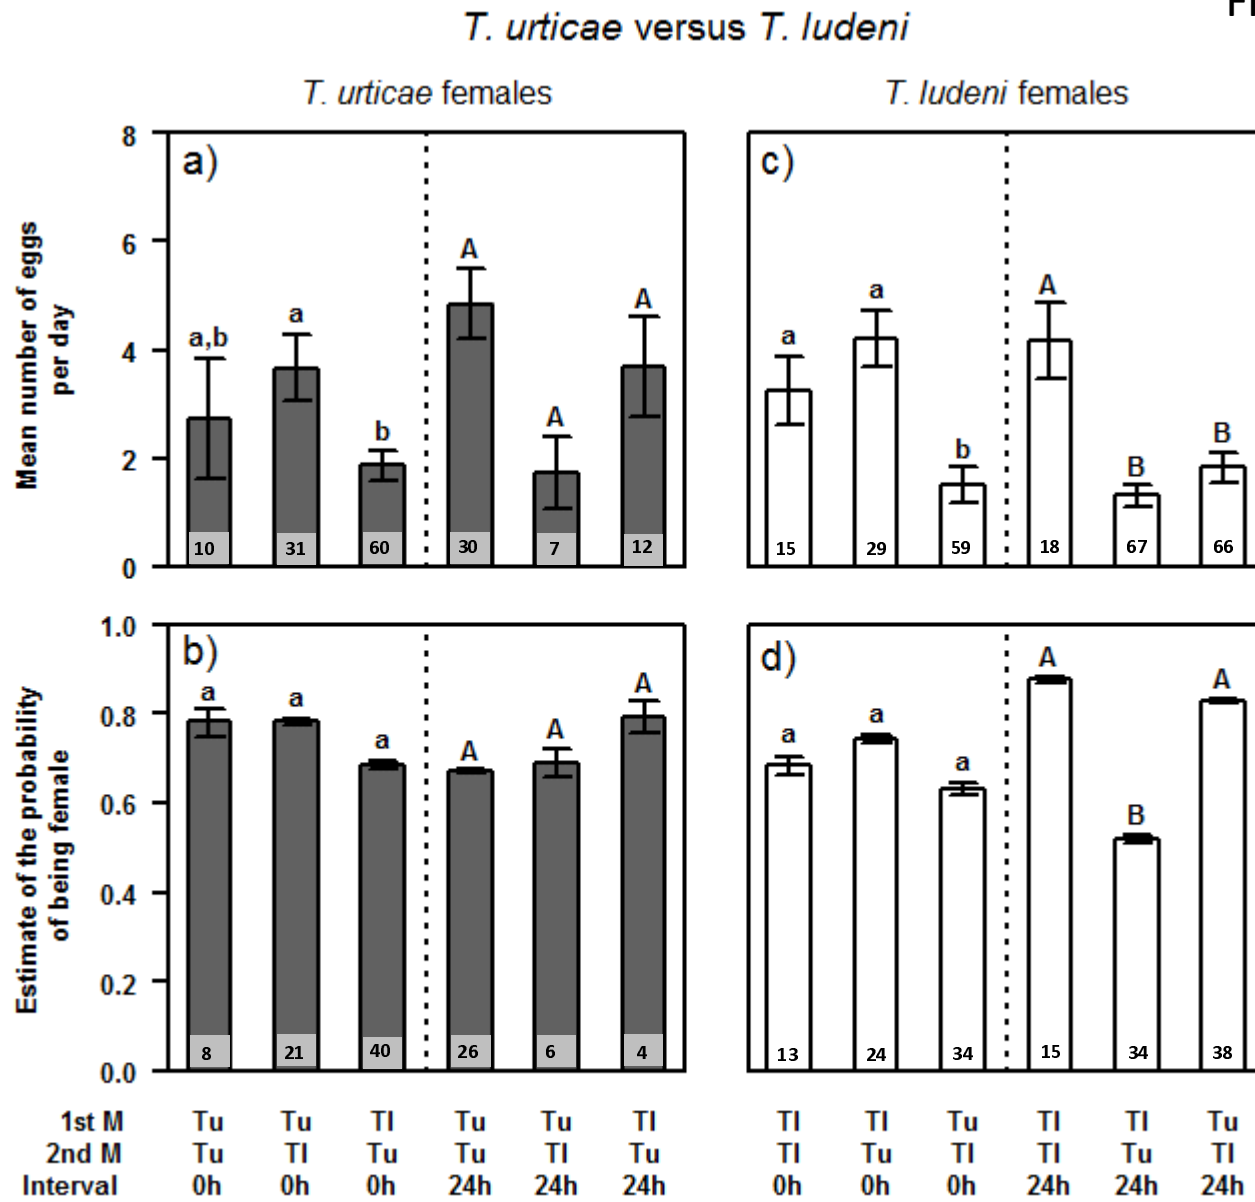 FI
T. urticae versus T. ludeni
T. urticae females
T. ludeni females
Mean number of eggs
per day
8
6
4
2
0
a)
a,b
a
b
A
A
A
10
31
60
30
7
12
c)
a
a
b
A
B
B
15
29
59
18
67
66
Estimate of the probability
of being female
1.0
0.8
0.6
0.4
0.2
0.0
b)
a
a
a
A
A
A
8
21
40
26
6
4
d)
a
a
a
A
B
A
13
24
34
15
34
38
1st M Tu Tu Tl Tu Tu Tl Tl Tl Tu Tl Tl Tu
2nd M Tu Tl Tu Tu Tl Tu Tl Tu Tl Tl Tu Tl
Interval 0h 0h 0h 24h 24h 24h 0h 0h 0h 24h 24h 24h